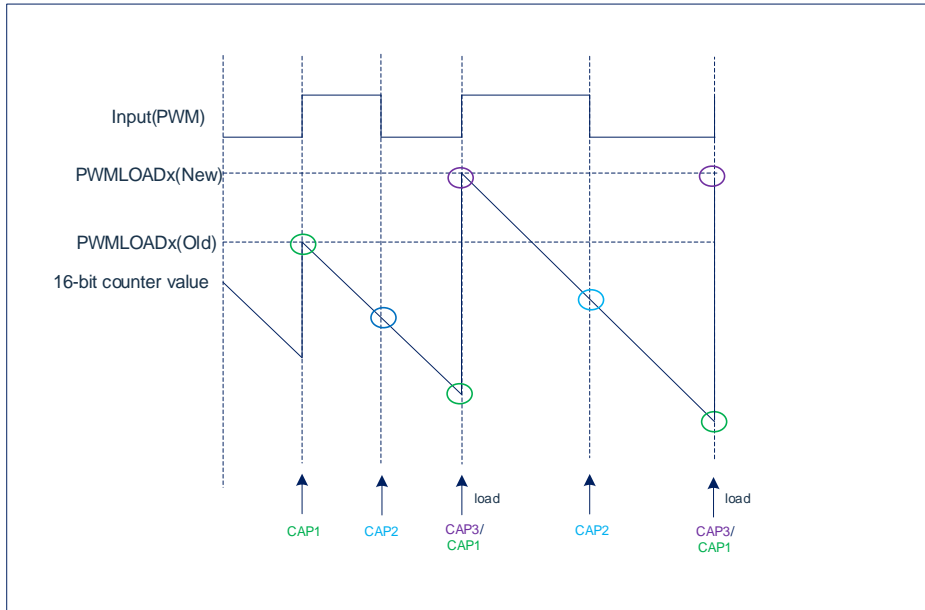 Input(PWM)
PWMLOADx(New)
PWMLOADx(Old)
16-bit counter value
load
load
CAP1
CAP2
CAP3/
CAP1
CAP2
CAP3/
CAP1